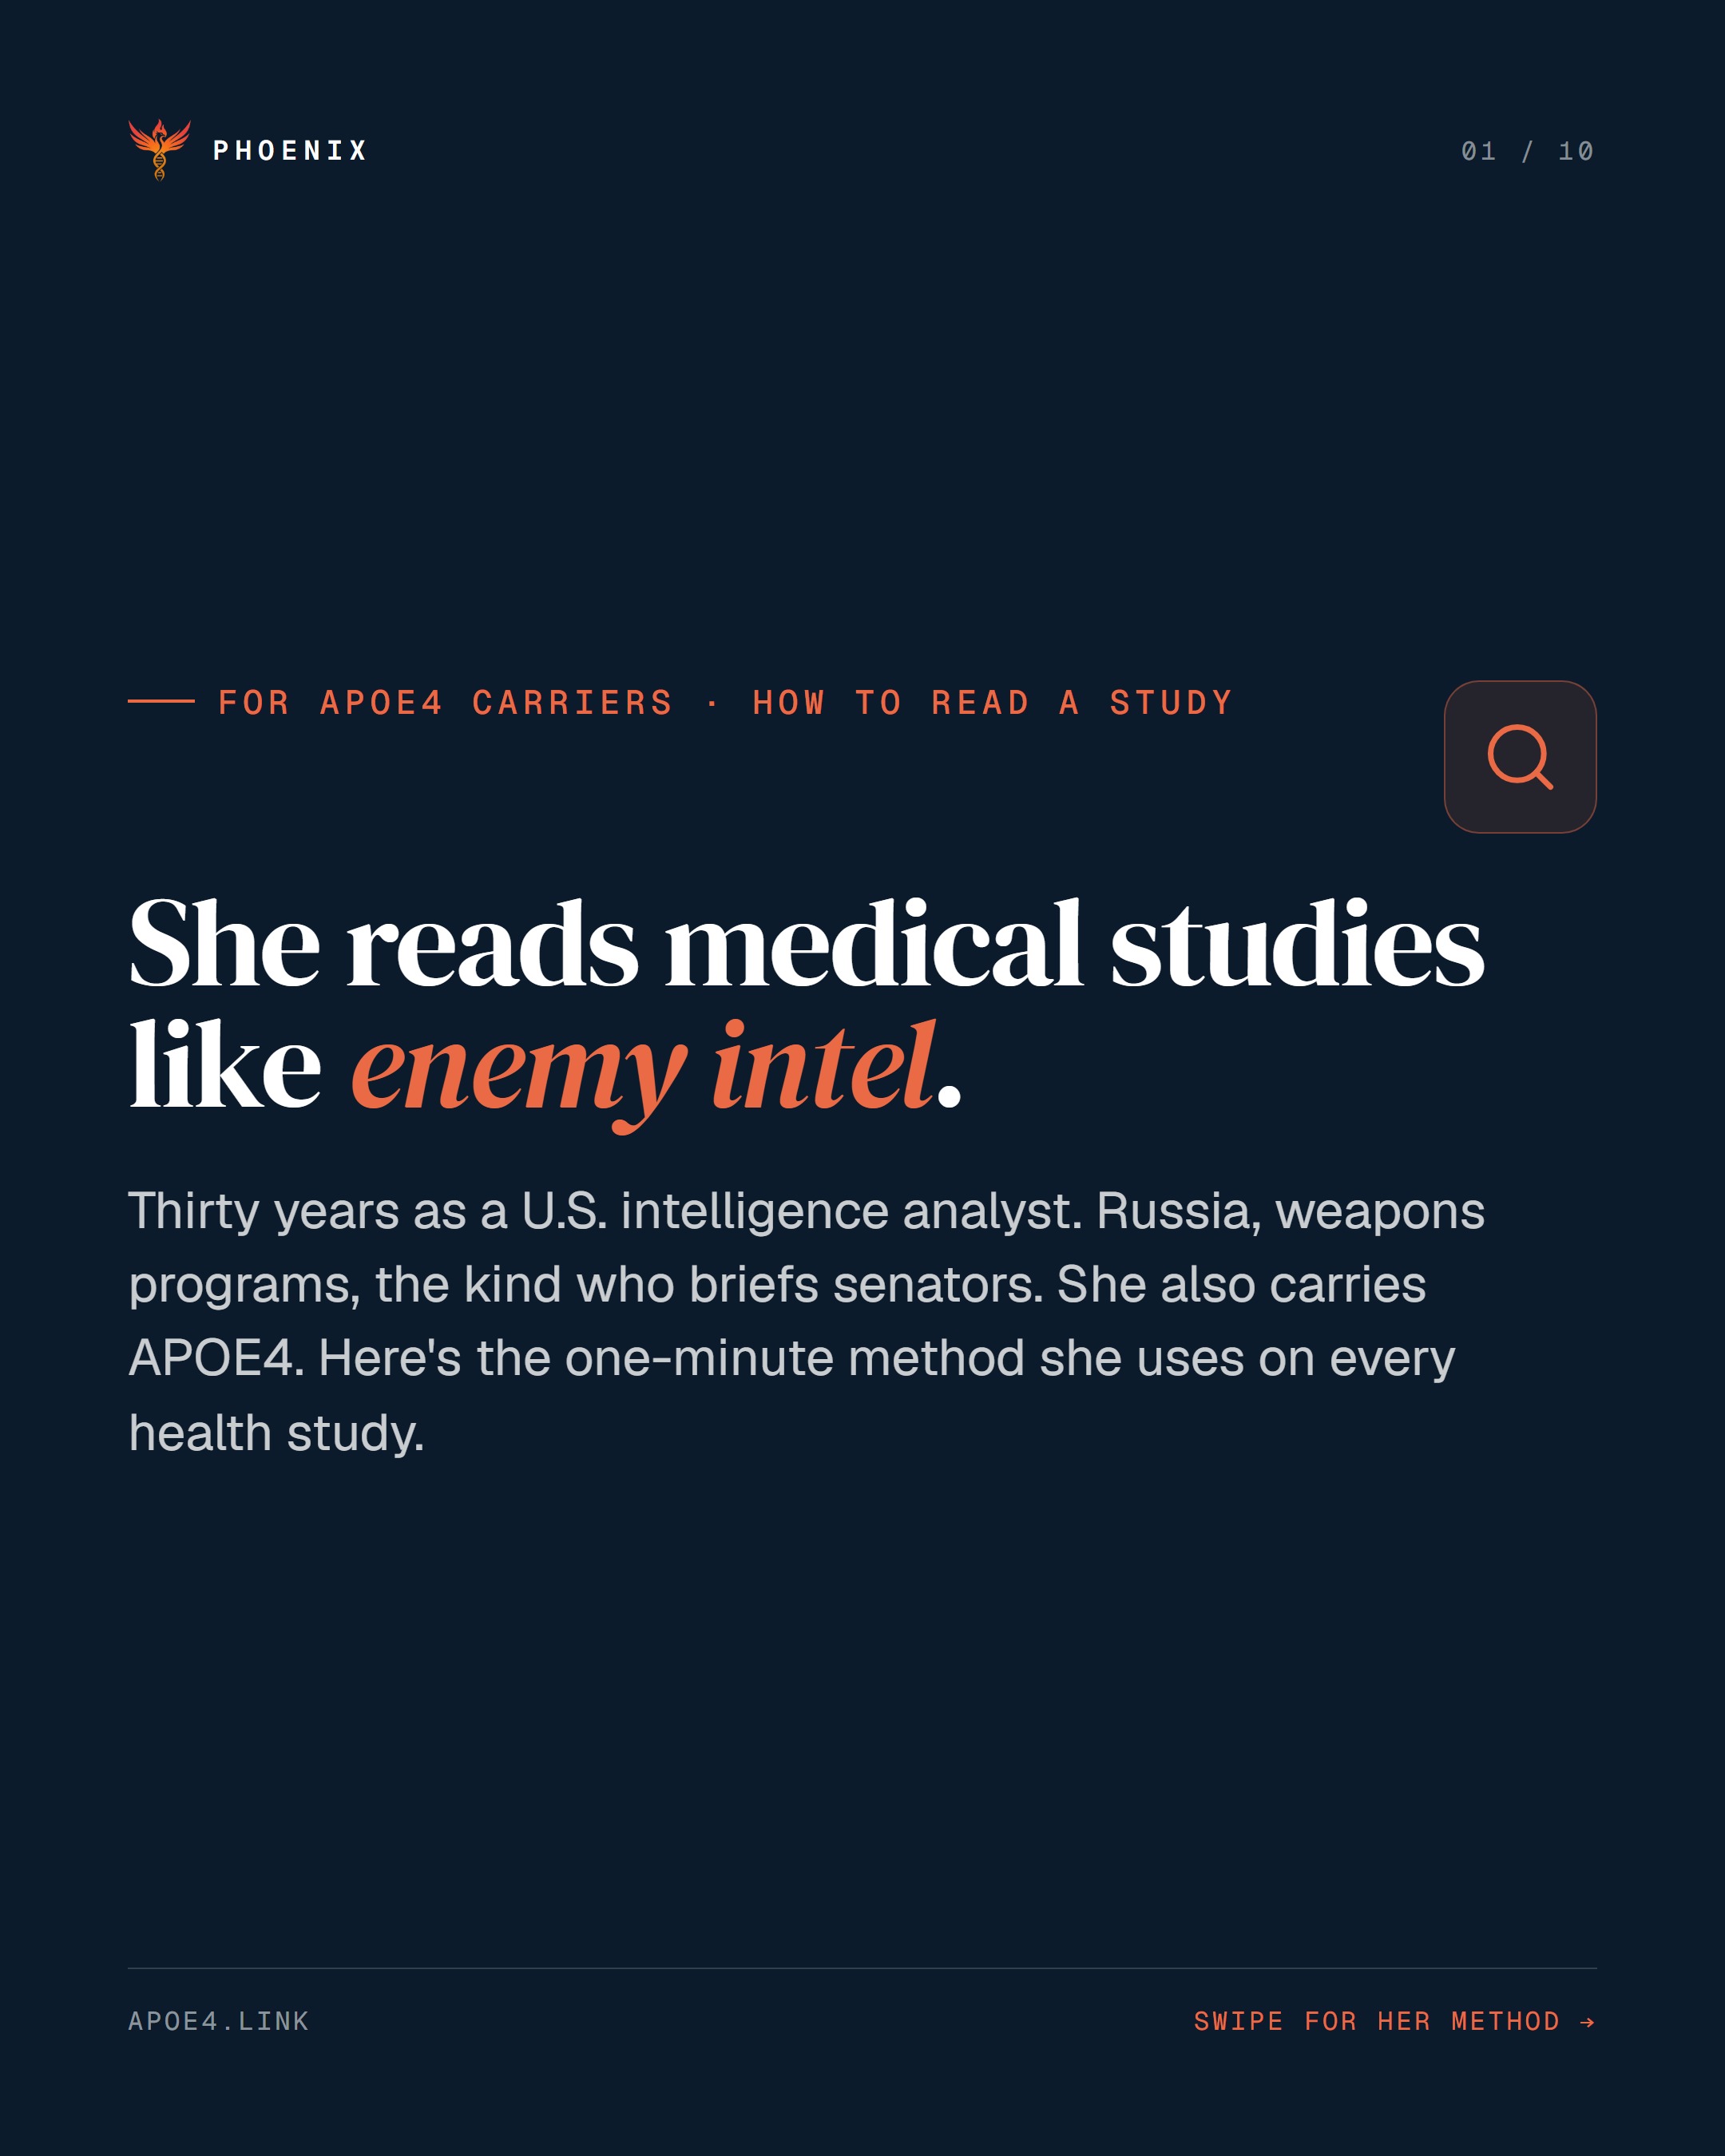 PHOENIX
01 / 10
FOR APOE4 CARRIERS · HOW TO READ A STUDY
She reads medical studies
like enemy intel.
Thirty years as a U.S. intelligence analyst. Russia, weapons
programs, the kind who briefs senators. She also carries
APOE4. Here's the one-minute method she uses on every
health study.
APOE4.LINK
SWIPE FOR HER METHOD →